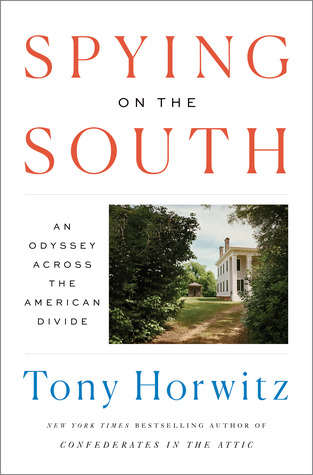 SPYING
ON THE
SOUTH
AN
ODYSSEY
ACROSS
THE
AMERICAN
DIVIDE
Tony Horwitz
NEW YORK TIMES BESTSELLING AUTHOR OF
CONFEDERATES IN THE ATTIC